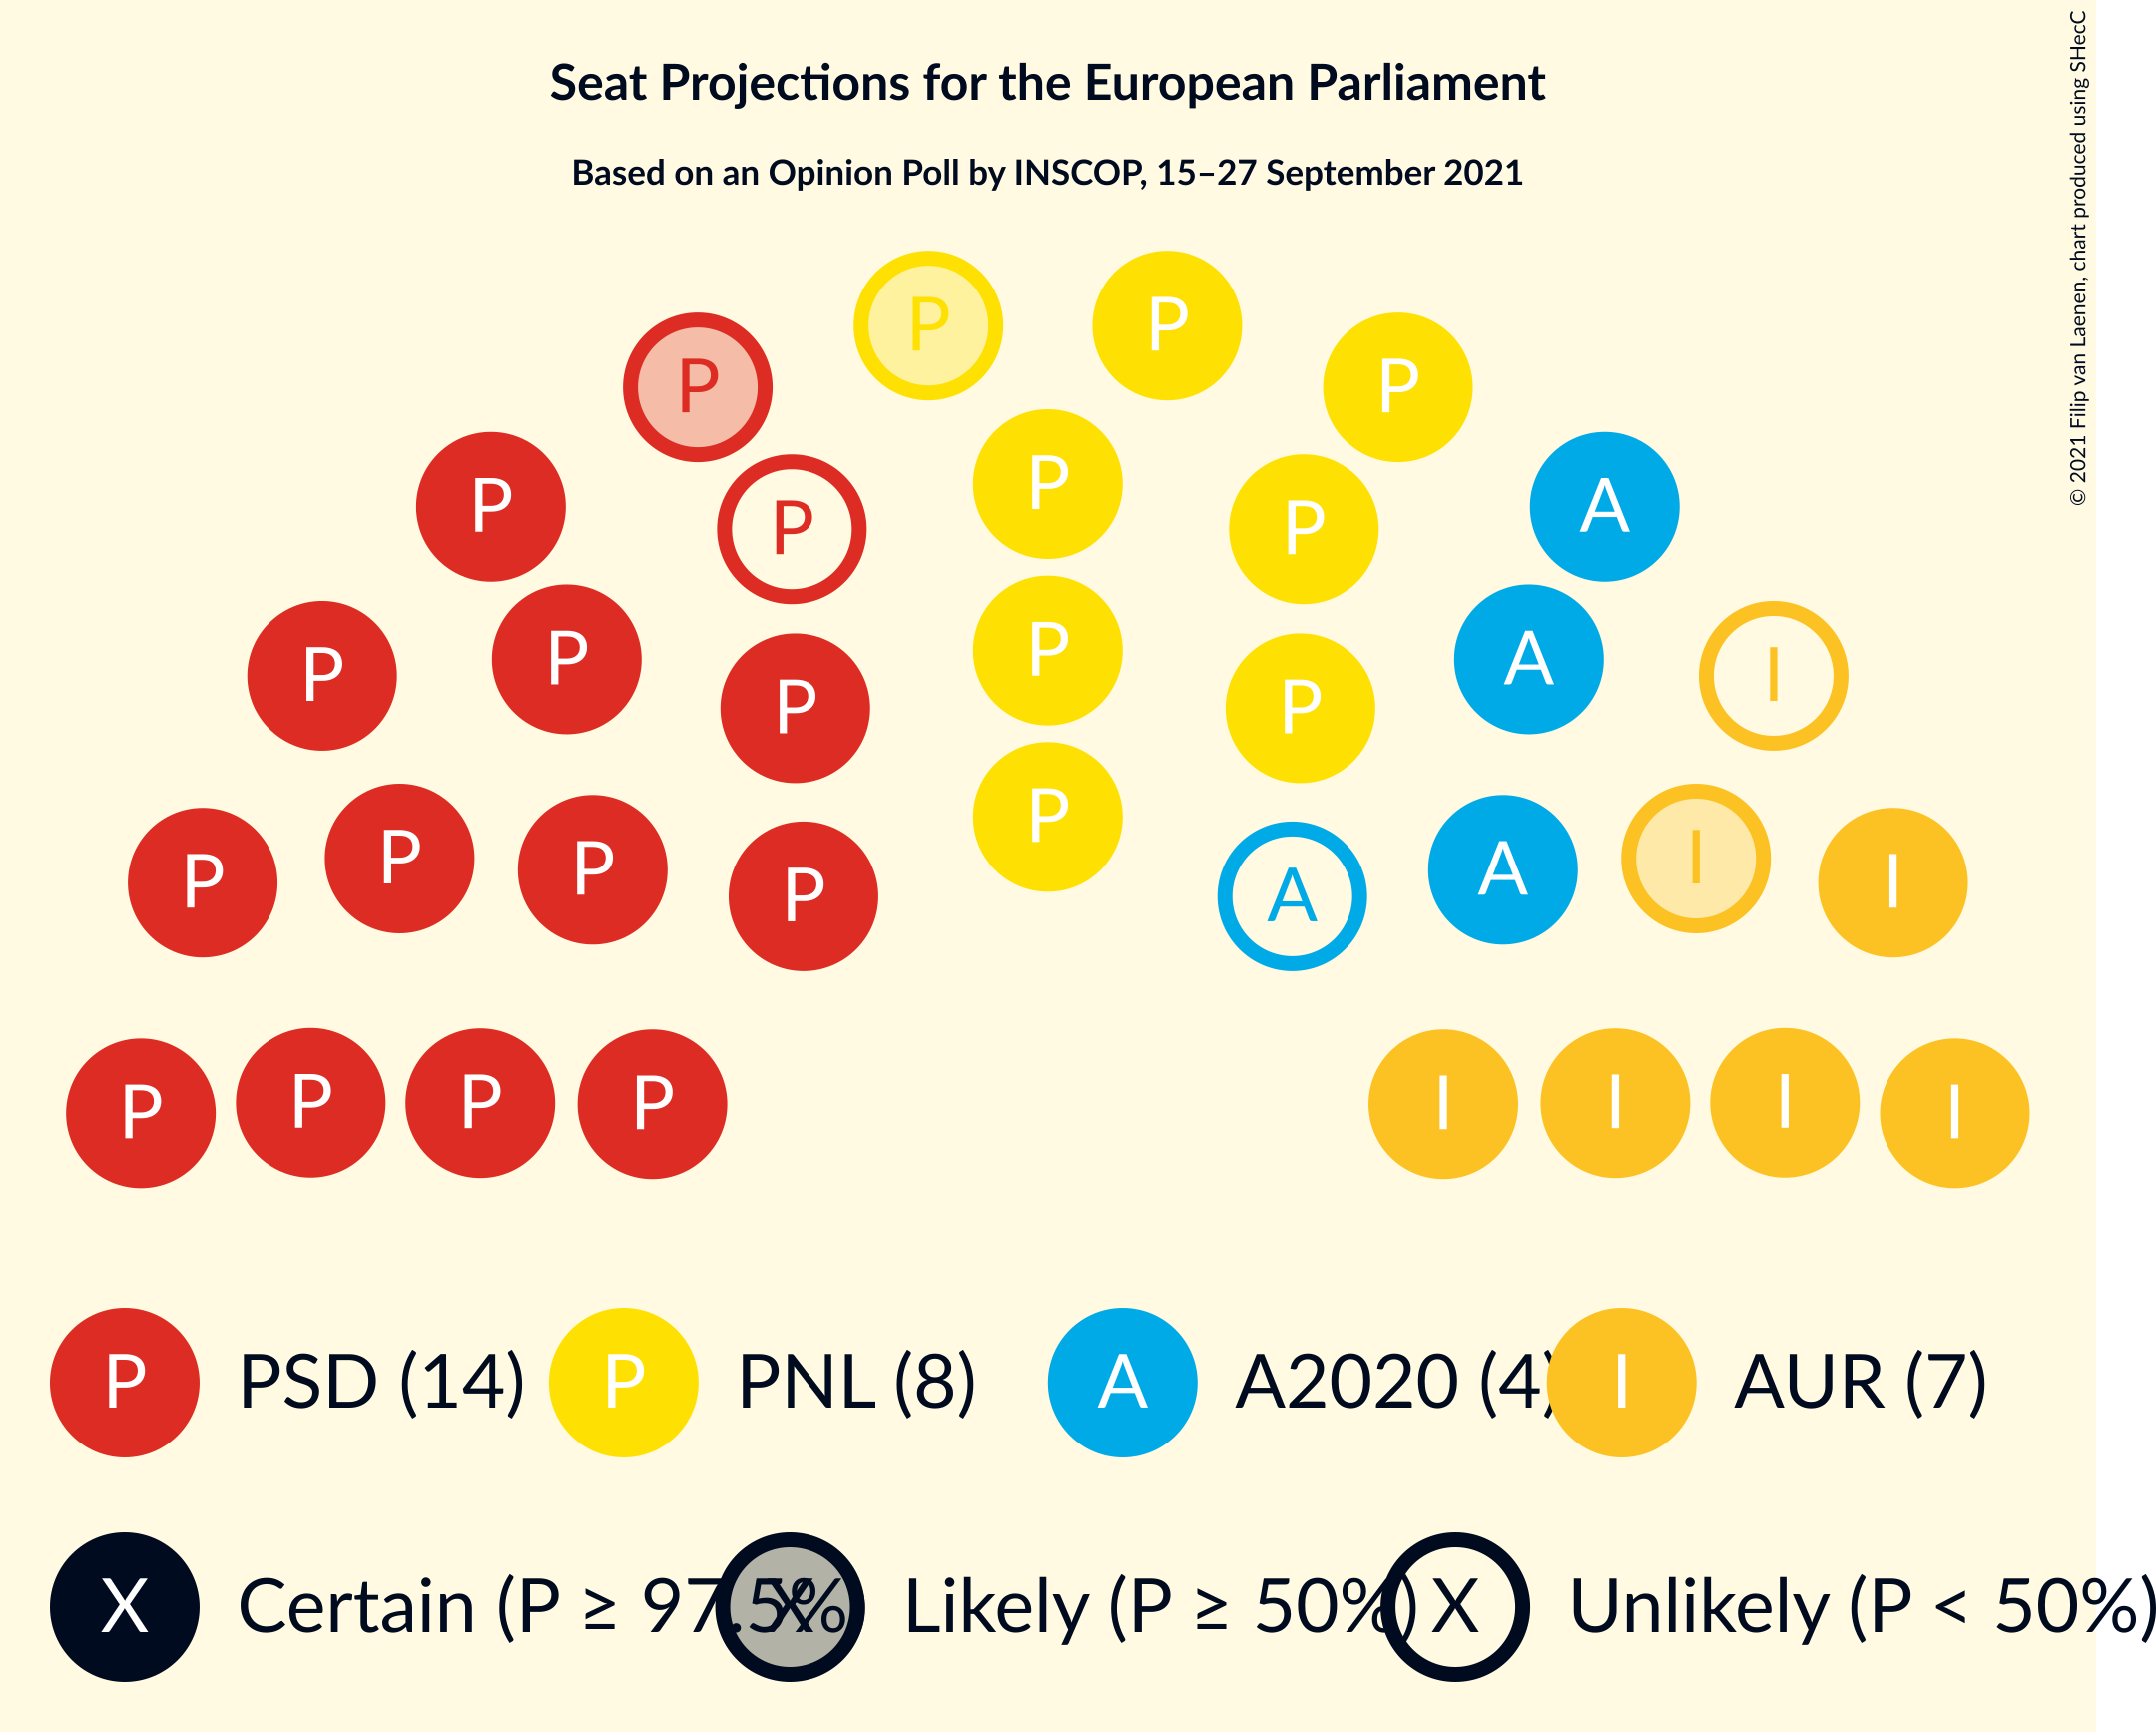 Seat Projections for the European Parliament
Based on an Opinion Poll by INSCOP, 15–27 September 2021
© 2021 Filip van Laenen, chart produced using SHecC
P P
P P
P P A
P P P
P P A I
P P P
P P P I I
P P A A
P P P P I I I I
P PSD (14) P PNL (8) A A2020 (4) I AUR (7)
X Certain (P ≥ 97.5% X Likely (P ≥ 50%) X Unlikely (P < 50%)